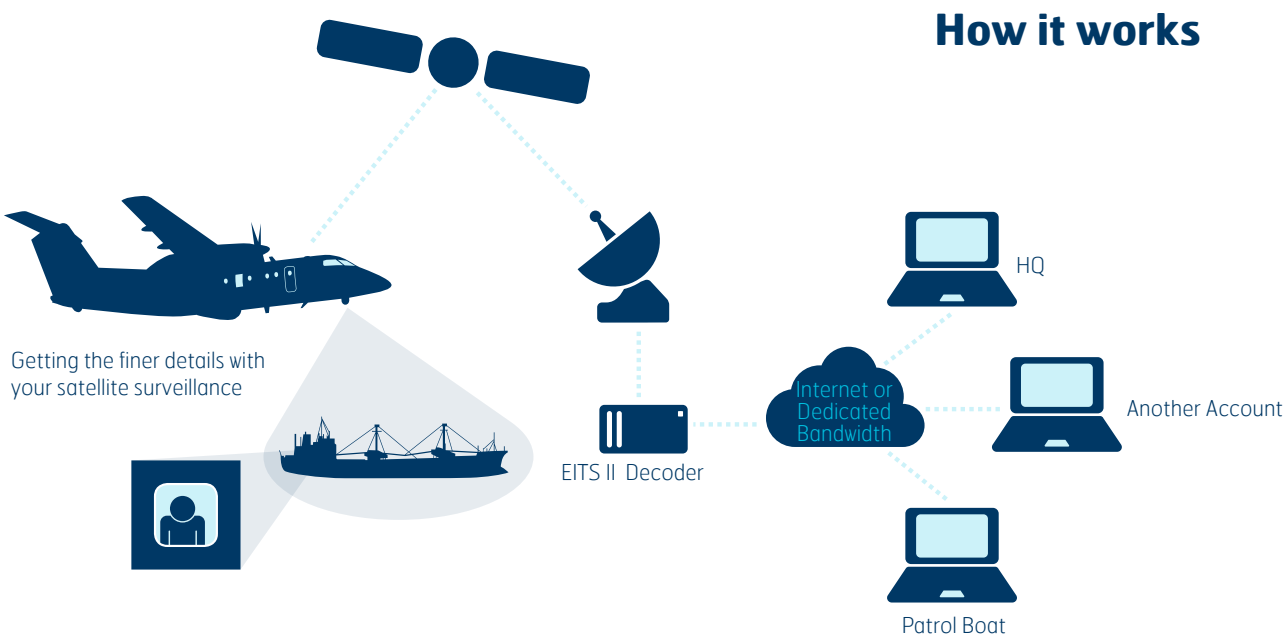 How it works
Getting the finer details with
your satellite surveillance
HQ
Internet or
Dedicated
Bandwidth
Another Account
EITS II Decoder
Patrol Boat